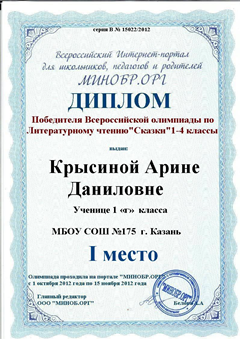 серия В № 15022/2012
Всероссийский Интернет-портал
для школьников, педагогов и родителей
МИНОБР.ОРГ
ДИПЛОМ
Победителя Всероссийской олимпиады по
Литературному чтению"Сказки"1-4 классы
выдан:
Крысиной Арине
Даниловне
Ученице 1 «г» класса
МБОУ СОШ №175 г. Казань
I место
Олимпиада проходила на портале "МИНОБР.ОРГ"
с 1 октября 2012 года по 15 ноября 2012 года
Главный редактор
ООО "МИНОБ.ОРГ"